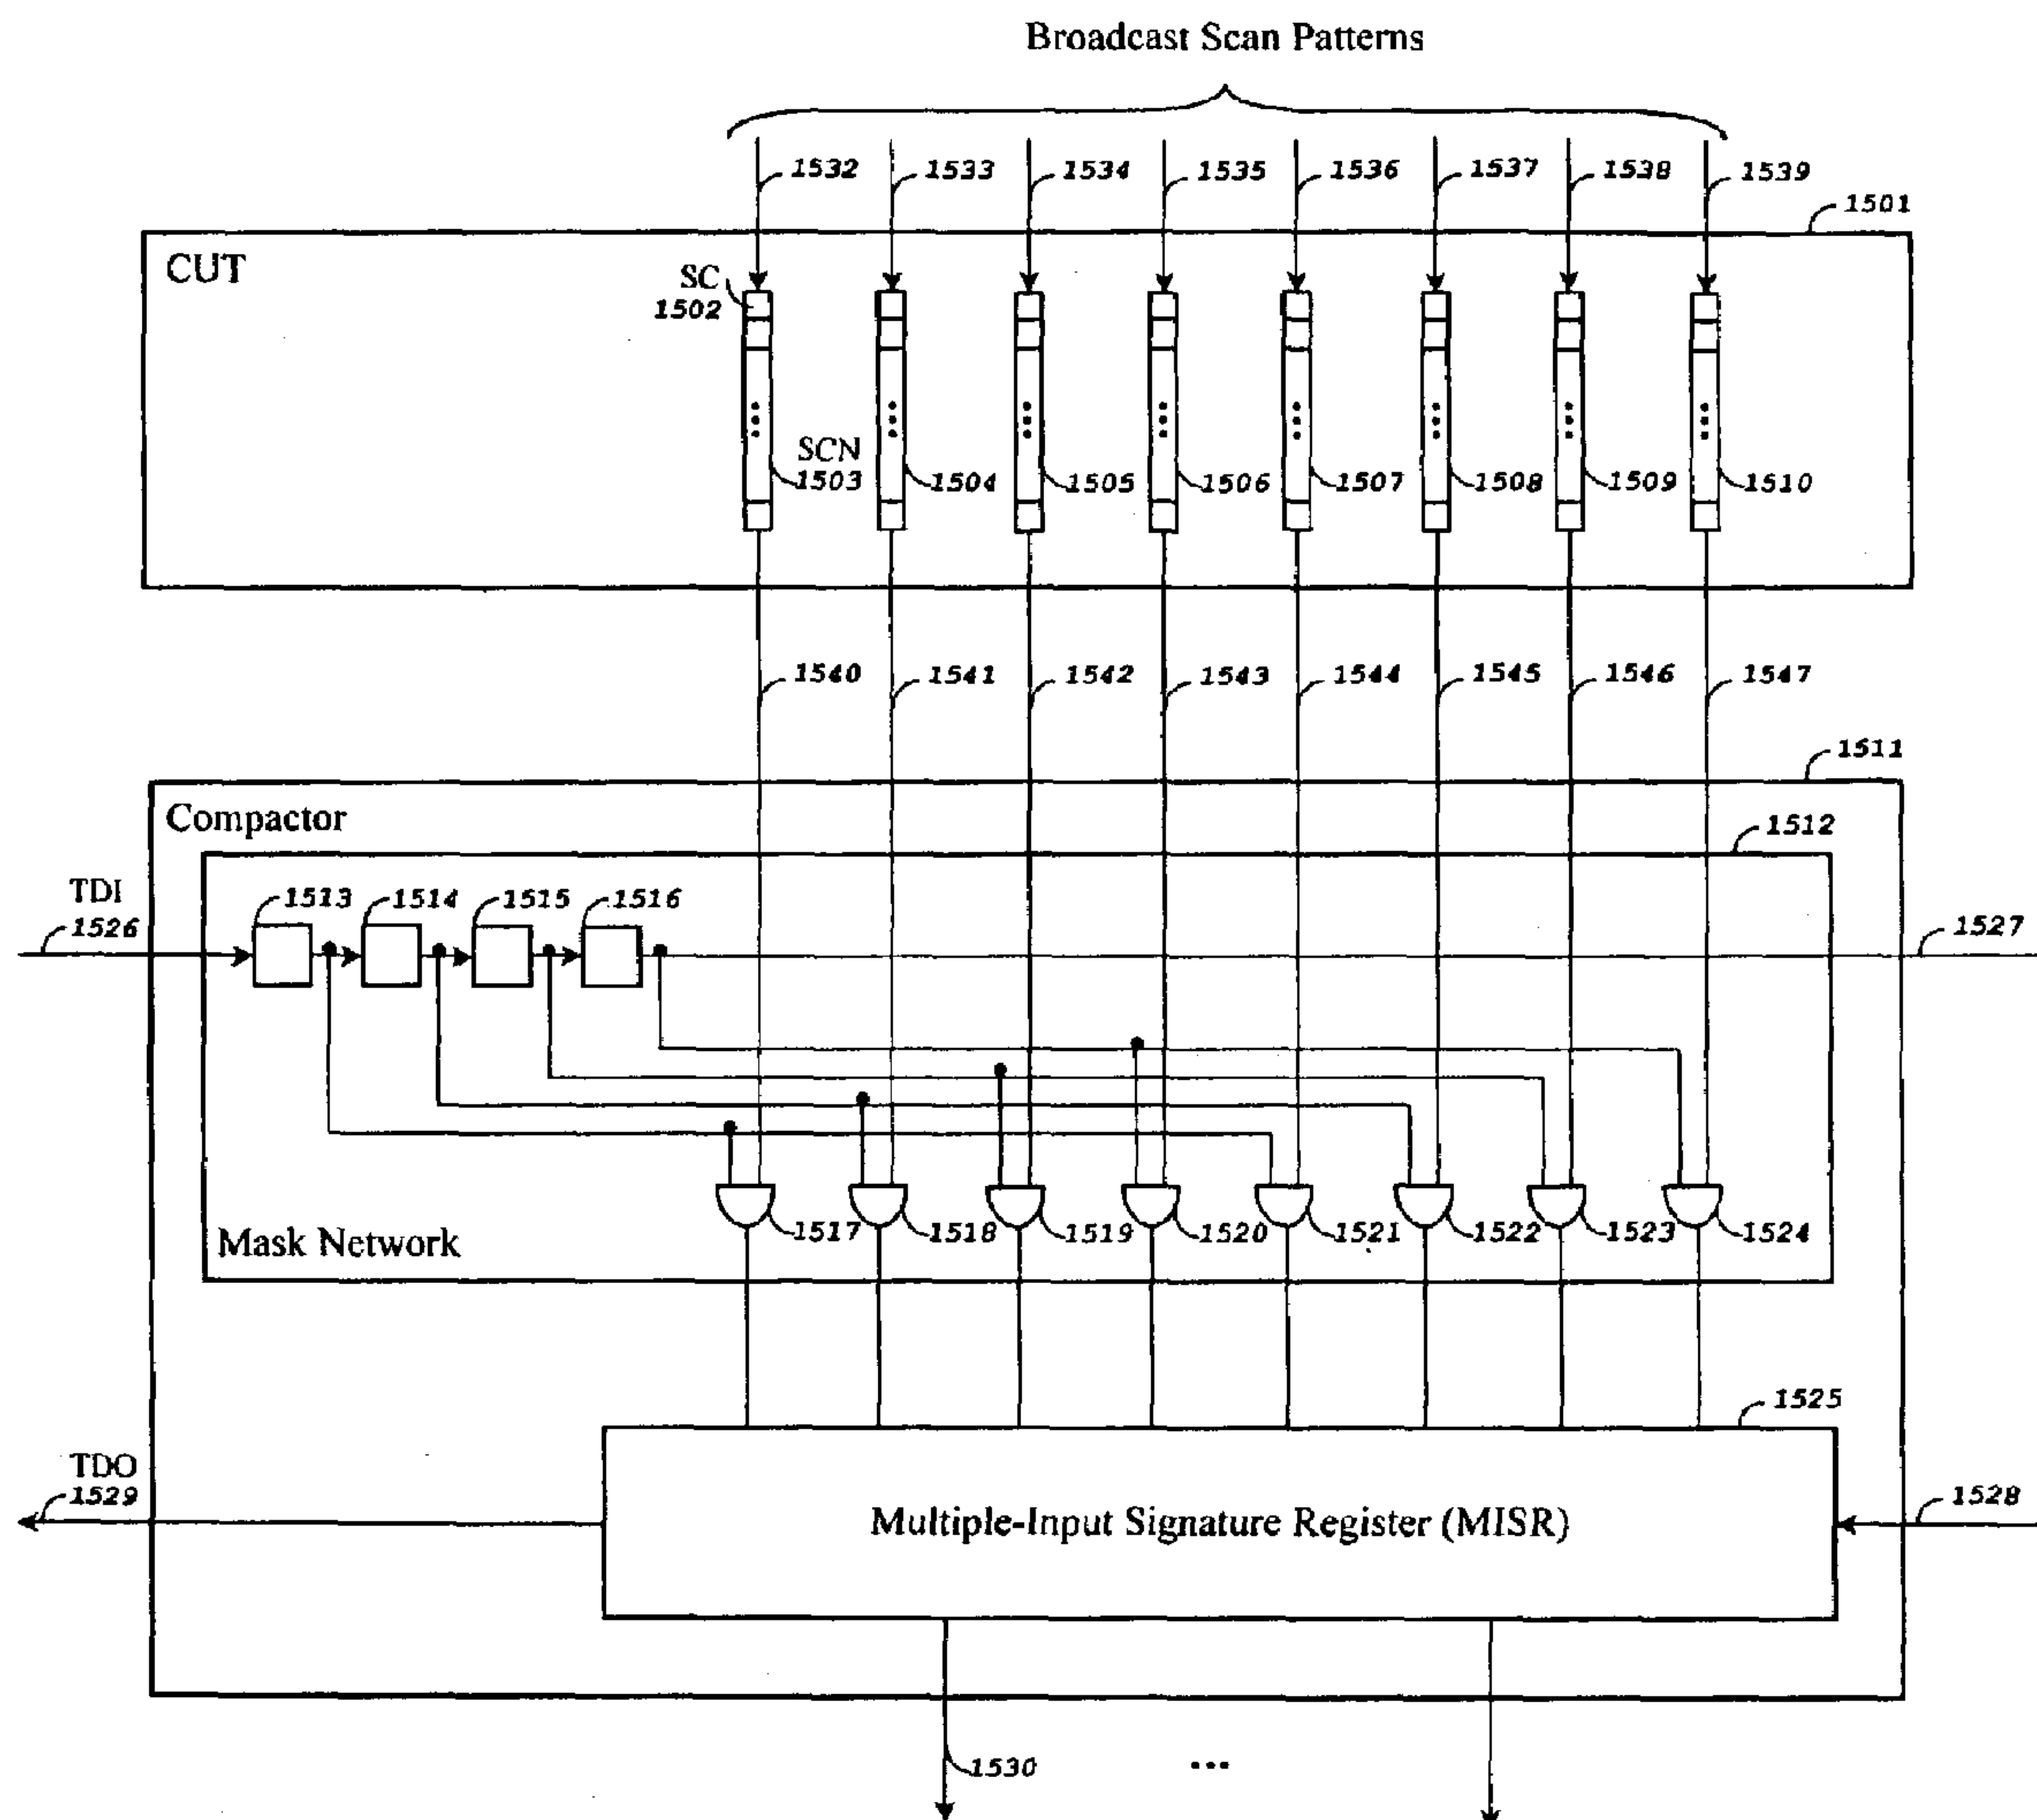 Broadcast Scan Patterns
1532 1533 1534 1535 1536 1537 1538 1539
1501
CUT
SC
1502
SCN
1503 1504 1505 1506 1507 1508 1509 1510
1540 1541 1542 1543 1544 1545 1546 1547
1511
Compactor
1512
TDI
1526
1513 1514 1515 1516
1527
1517 1518 1519 1520 1521 1522 1523 1524
Mask Network
1525
TDO
1529
Multiple-Input Signature Register (MISR)
1528
1530 ...